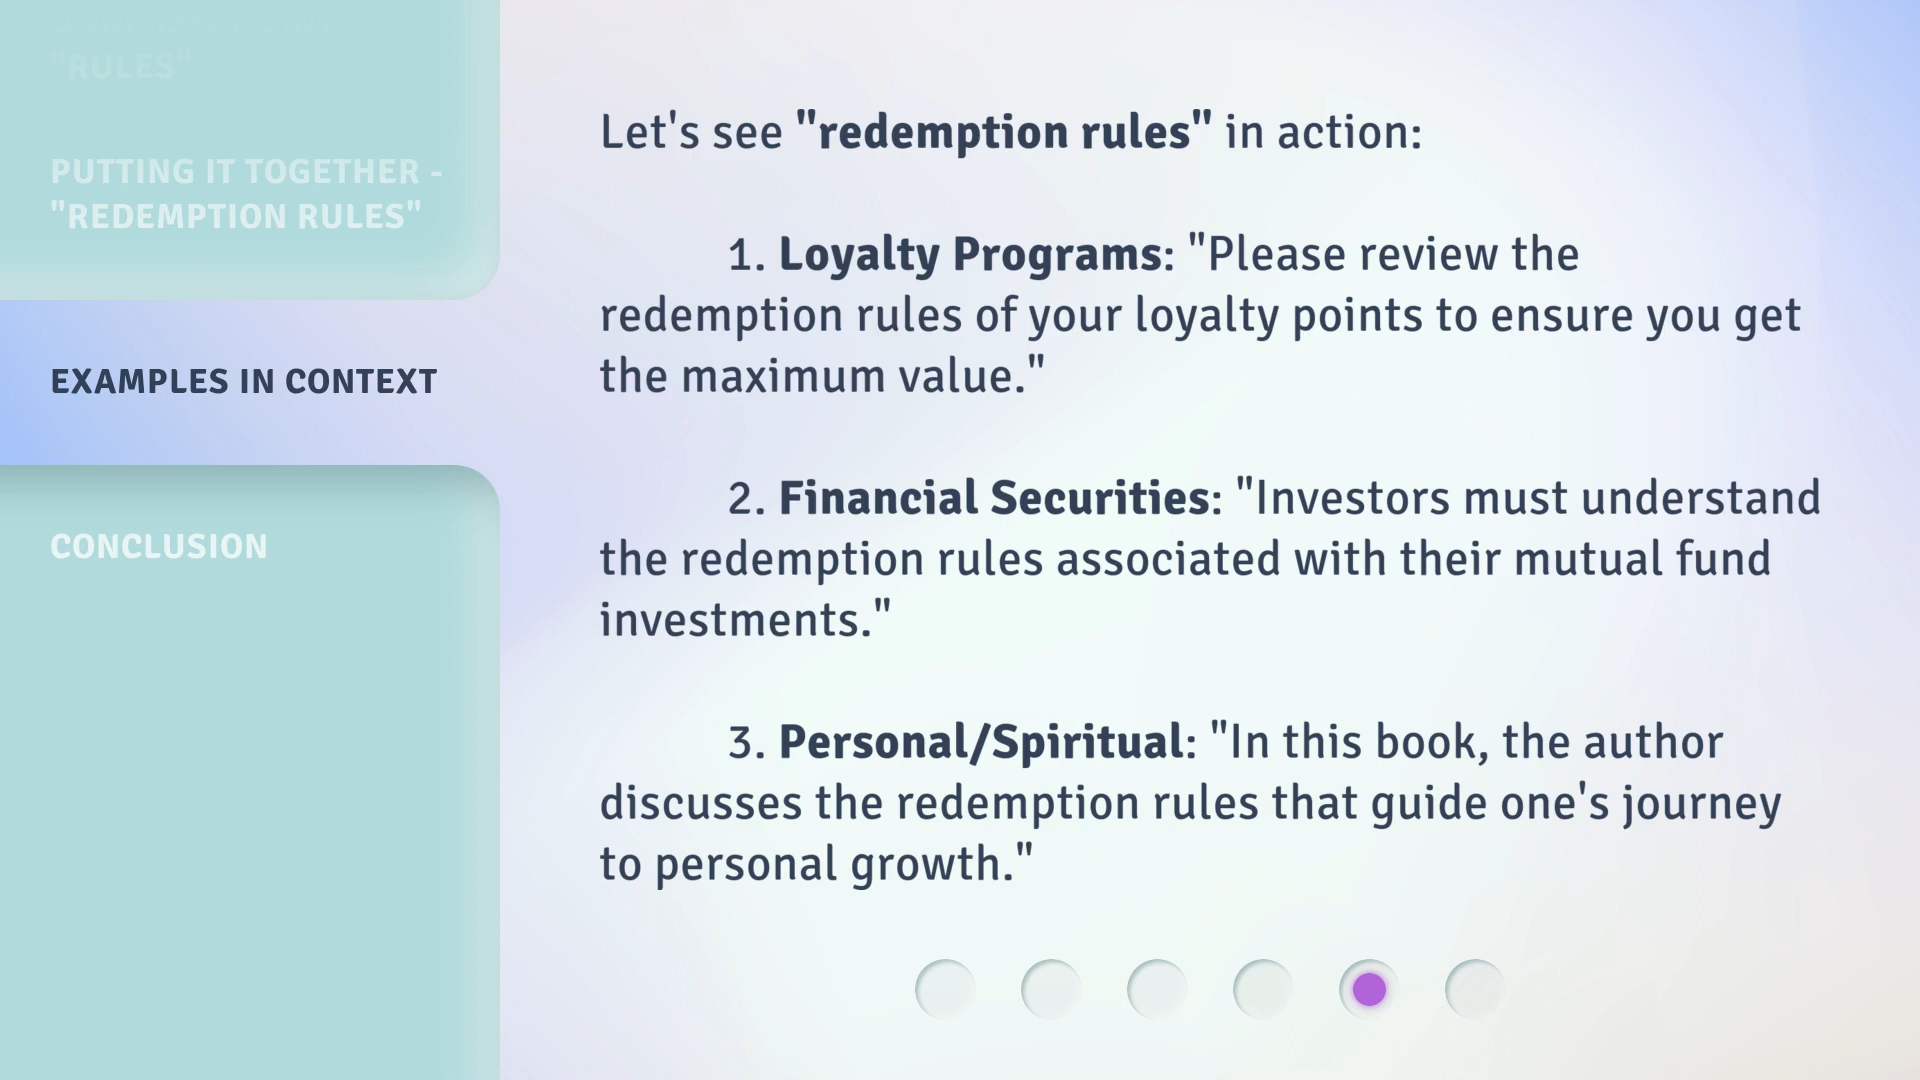 UNDERSTANDING
"RULES"
PUTTING IT TOGETHER -
"REDEMPTION RULES"
EXAMPLES IN CONTEXT
CONCLUSION
Let's see "redemption rules" in action:
1. Loyalty Programs: "Please review the
redemption rules of your loyalty points to ensure you get
the maximum value."
2. Financial Securities: "Investors must understand
the redemption rules associated with their mutual fund
investments."
3. Personal/Spiritual: "In this book, the author
discusses the redemption rules that guide one's journey
to personal growth."